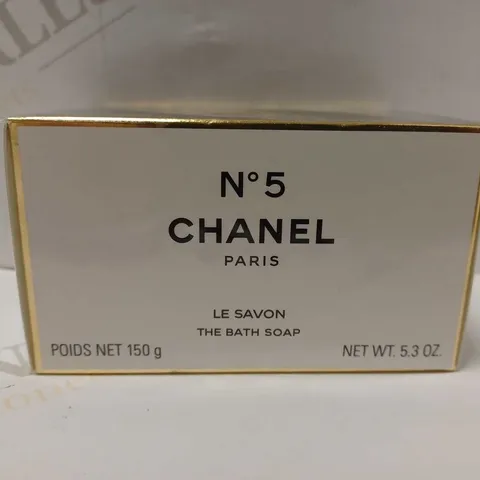 N°5
CHANEL
PARIS
LE SAVON
THE BATH SOAP
POIDS NET 150 g NET WT. 5.3 OZ.